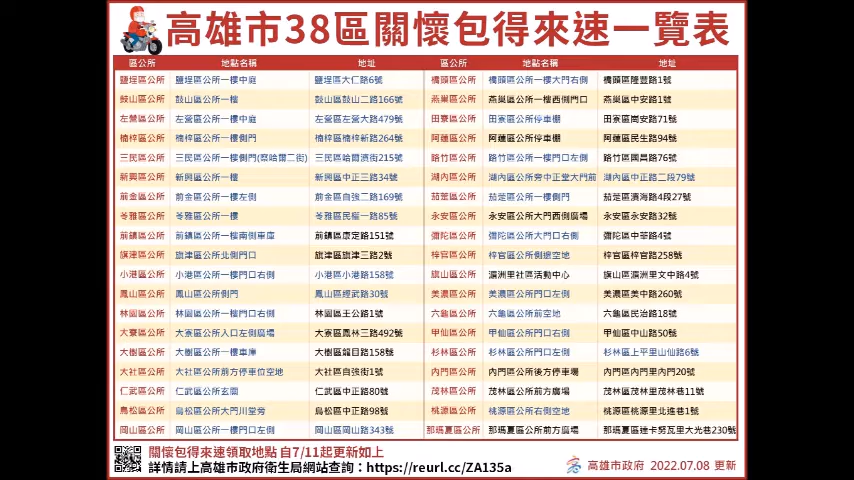 高雄市38區關懷包得來速一覽表
區公所 地點名稱 地址 區公所 地點名稱 地址
鹽埕區公所 鹽埕區公所一樓中庭 鹽埕區大仁路6號 橋頭區公所 橋頭區公所一樓大門右側 橋頭區隆豐路1號
鼓山區公所 鼓山區公所一樓 鼓山區鼓山二路166號 燕巢區公所 燕巢區公所一樓西側門口 燕巢區中安路1號
左營區公所 左營區公所一樓中庭 左營區左營大路479號 田寮區公所 田寮區公所停車棚 田寮區崗安路71號
楠梓區公所 楠梓區公所一樓側門 楠梓區楠梓新路264號 阿蓮區公所 阿蓮區公所停車棚 阿蓮區民生路94號
三民區公所 三民區公所一樓側門(察哈爾二街) 三民區哈爾濱街215號 路竹區公所 路竹區公所一樓門口左側 路竹區國昌路76號
新興區公所 新興區公所一樓 新興區中正三路34號 湖內區公所 湖內區公所旁中正堂大門前 湖內區中正路二段79號
前金區公所 前金區公所一樓左側 前金區自強二路169號 茄萣區公所 茄萣區公所一樓側門 茄萣區濱海路4段27號
苓雅區公所 苓雅區公所一樓 苓雅區民權一路85號 永安區公所 永安區公所大門西側廣場 永安區永安路32號
前鎮區公所 前鎮區公所一樓南側車庫 前鎮區康定路151號 彌陀區公所 彌陀區公所大門口右側 彌陀區中華路4號
旗津區公所 旗津區公所北側門口 旗津區旗津三路2號 梓官區公所 梓官區公所側邊空地 梓官區梓官路258號
小港區公所 小港區公所一樓門口右側 小港區小港路158號 旗山區公所 湄洲里社區活動中心 旗山區湄洲里文中路4號
鳳山區公所 鳳山區公所側門 鳳山區經武路30號 美濃區公所 美濃區公所門口左側 美濃區美中路260號
林園區公所 林園區公所一樓門口右側 林園區王公路1號 六龜區公所 六龜區公所前空地 六龜區民治路18號
大寮區公所 大寮區公所入口左側廣場 大寮區鳳林三路492號 甲仙區公所 甲仙區公所門口右側 甲仙區中山路50號
大樹區公所 大樹區公所一樓車庫 大樹區龍目路158號 杉林區公所 杉林區公所門口左側 杉林區上平里山仙路6號
大社區公所 大社區公所前方停車位空地 大社區自強街1號 內門區公所 內門區公所後方停車場 內門區內門里內門20號
仁武區公所 仁武區公所玄關 仁武區中正路80號 茂林區公所 茂林區公所前方廣場 茂林區茂林里茂林巷11號
鳥松區公所 鳥松區公所大門川堂旁 鳥松區中正路98號 桃源區公所 桃源區公所右側空地 桃源區桃源里北進巷1號
岡山區公所 岡山區公所一樓門口左側 岡山區岡山路343號 那瑪夏區公所 那瑪夏區公所前方廣場 那瑪夏區達卡努瓦里大光巷230號
關懷包得來速領取地點 自7/11起更新如上
詳情請上高雄市政府衛生局網站查詢：https://reurl.cc/ZA135a
高雄市政府 2022.07.08 更新